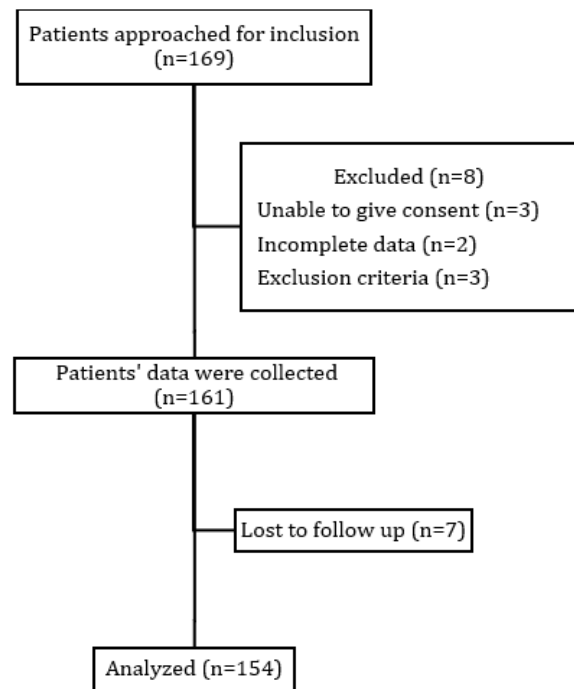 Patients approached for inclusion
(n=169)
Excluded (n=8)
Unable to give consent (n=3)
Incomplete data (n=2)
Exclusion criteria (n=3)
Patients' data were collected
(n=161)
Lost to follow up (n=7)
Analyzed (n=154)